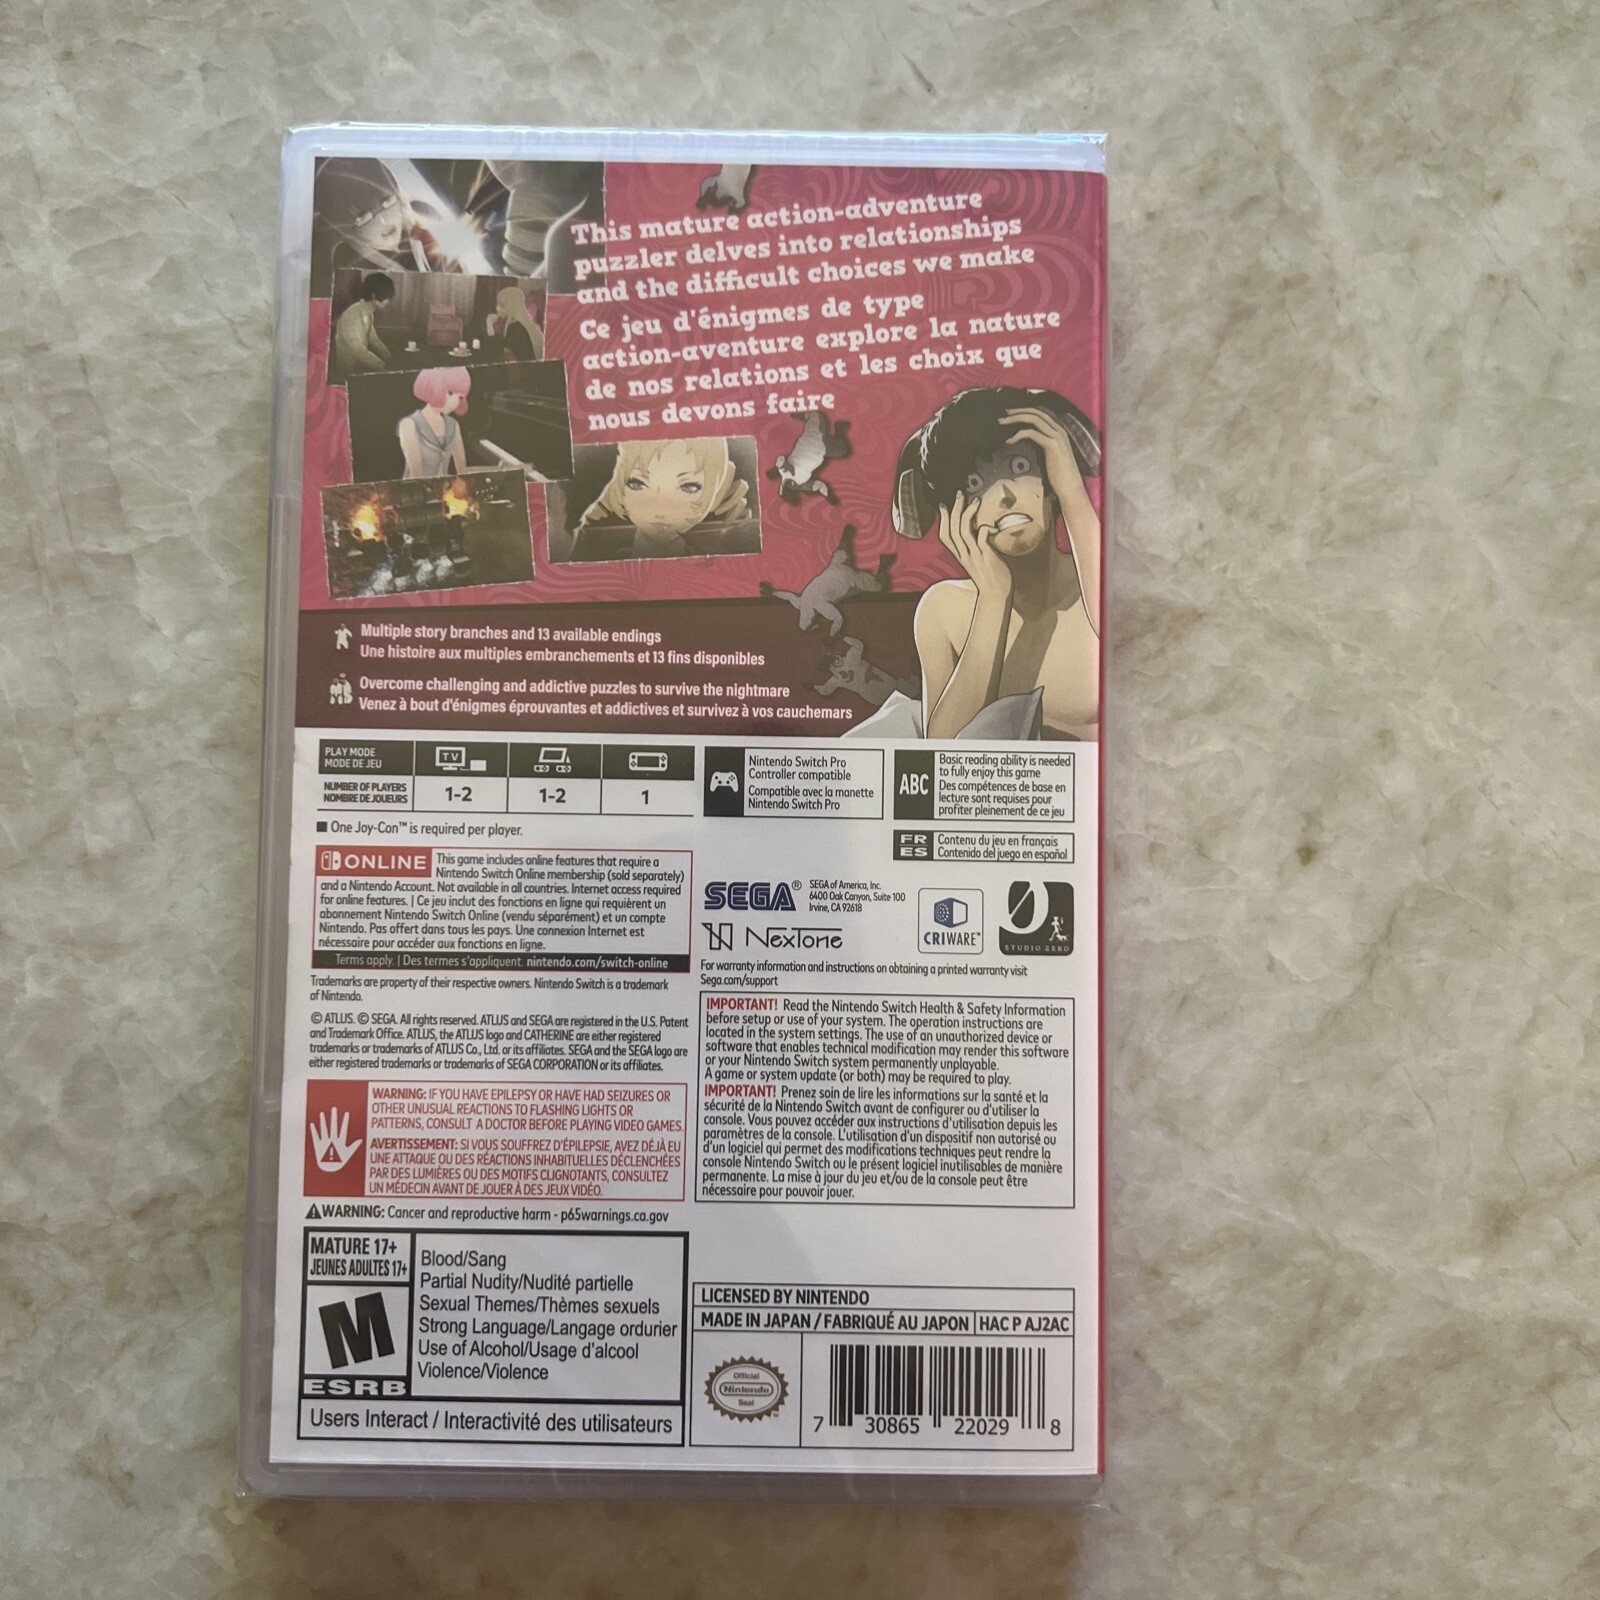 This mature action-adventure
puzzler delves into relationships
and the difficult choices we make
Ce jeu d'énigmes de type
action-aventure explore la nature
de nos relations et les choix que
nous devons faire
Multiple story branches and 13 available endings
Une histoire aux multiples embranchements et 13 fins disponibles
Overcome challenging and addictive puzzles to survive the nightmare
Venez à bout d'énigmes éprouvantes et addictives et survivez à vos cauchemars
PLAY MODE
MODE DE JEU
TV
NUMBER OF PLAYERS
NOMBRE DE JOUEURS
1-2
1-2
1
One Joy-Con™ is required per player.
Nintendo Switch Pro
Controller compatible
Compatible avec la manette
Nintendo Switch Pro
ABC
Basic reading ability is needed
to fully enjoy this game
Des compétences de base en
lecture sont requises pour
profiter pleinement de ce jeu
FR
ES
Contenu du jeu en français
Contenido del juego en español
ONLINE
This game includes online features that require a
Nintendo Switch Online membership (sold separately)
and a Nintendo Account. Not available in all countries. Internet access required
for online features. | Ce jeu inclut des fonctions en ligne qui requièrent un
abonnement Nintendo Switch Online (vendu séparément) et un compte
Nintendo. Pas offert dans tous les pays. Une connexion Internet est
nécessaire pour accéder aux fonctions en ligne.
Terms apply. | Des termes s'appliquent. nintendo.com/switch-online
SEGA®
SEGA of America, Inc.
6400 Oak Canyon, Suite 100
Irvine, CA 92618
NexTone
CRIWARE™
STUDIO ZERO
For warranty information and instructions on obtaining a printed warranty visit
Sega.com/support
Trademarks are property of their respective owners. Nintendo Switch is a trademark
of Nintendo.
© ATLUS. © SEGA. All rights reserved. ATLUS and SEGA are registered in the U.S. Patent
and Trademark Office. ATLUS, the ATLUS logo and CATHERINE are either registered
trademarks or trademarks of ATLUS Co., Ltd. or its affiliates. SEGA and the SEGA logo are
either registered trademarks or trademarks of SEGA CORPORATION or its affiliates.
IMPORTANT! Read the Nintendo Switch Health & Safety Information
before setup or use of your system. The operation instructions are
located in the system settings. The use of an unauthorized device or
software that enables technical modification may render this software
or your Nintendo Switch system permanently unplayable.
A game or system update (or both) may be required to play.
IMPORTANT! Prenez soin de lire les informations sur la santé et la
sécurité de la Nintendo Switch avant de configurer ou d'utiliser la
console. Vous pouvez accéder aux instructions d'utilisation depuis les
paramètres de la console. L'utilisation d'un dispositif non autorisé ou
d'un logiciel qui permet des modifications techniques peut rendre la
console Nintendo Switch ou le présent logiciel inutilisables de manière
permanente. La mise à jour du jeu et/ou de la console peut être
nécessaire pour pouvoir jouer.
WARNING: IF YOU HAVE EPILEPSY OR HAVE HAD SEIZURES OR
OTHER UNUSUAL REACTIONS TO FLASHING LIGHTS OR
PATTERNS, CONSULT A DOCTOR BEFORE PLAYING VIDEO GAMES.
AVERTISSEMENT: SI VOUS SOUFFREZ D'ÉPILEPSIE, AVEZ DÉJÀ EU
UNE ATTAQUE OU DES RÉACTIONS INHABITUELLES DÉCLENCHÉES
PAR DES LUMIÈRES OU DES MOTIFS CLIGNOTANTS, CONSULTEZ
UN MÉDECIN AVANT DE JOUER À DES JEUX VIDÉO.
WARNING: Cancer and reproductive harm - p65warnings.ca.gov
MATURE 17+
JEUNES ADULTES 17+
M
ESRB
Blood/Sang
Partial Nudity/Nudité partielle
Sexual Themes/Thèmes sexuels
Strong Language/Langage ordurier
Use of Alcohol/Usage d'alcool
Violence/Violence
Users Interact / Interactivité des utilisateurs
LICENSED BY NINTENDO
MADE IN JAPAN / FABRIQUÉ AU JAPON HAC P AJ2AC
Official
Nintendo
Seal
7 30865 22029 8